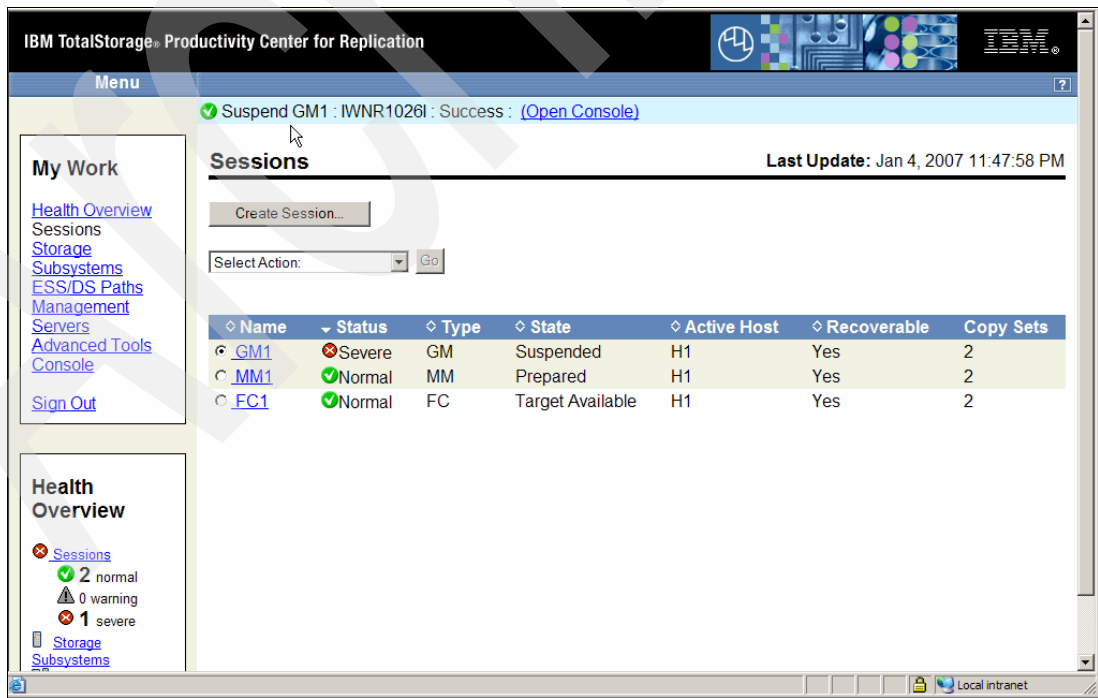 IBM TotalStorage® Productivity Center for Replication
IBM®
Menu
?
Suspend GM1 : IWNR1026I : Success : (Open Console)
My Work
Health Overview
Sessions
Storage
Subsystems
ESS/DS Paths
Management
Servers
Advanced Tools
Console
Sign Out
Sessions
Last Update: Jan 4, 2007 11:47:58 PM
Create Session...
Select Action:
Go
Name Status Type State Active Host Recoverable Copy Sets
GM1 Severe GM Suspended H1 Yes 2
MM1 Normal MM Prepared H1 Yes 2
FC1 Normal FC Target Available H1 Yes 2
Health
Overview
Sessions
2 normal
0 warning
1 severe
Storage
Subsystems
Local intranet